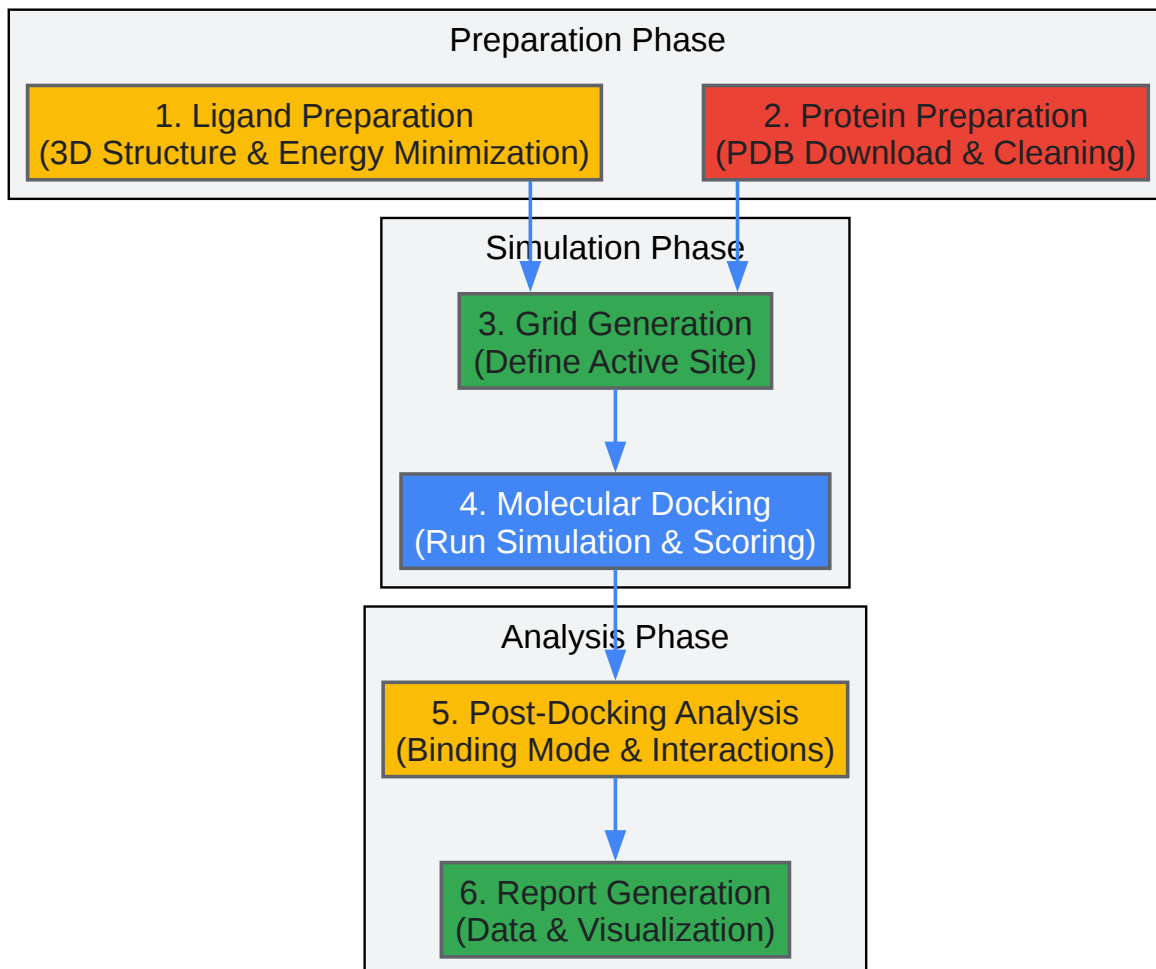 Preparation Phase
1. Ligand Preparation
(3D Structure & Energy Minimization)
2. Protein Preparation
(PDB Download & Cleaning)
Simulation Phase
3. Grid Generation
(Define Active Site)
4. Molecular Docking
(Run Simulation & Scoring)
Analysis Phase
5. Post-Docking Analysis
(Binding Mode & Interactions)
6. Report Generation
(Data & Visualization)